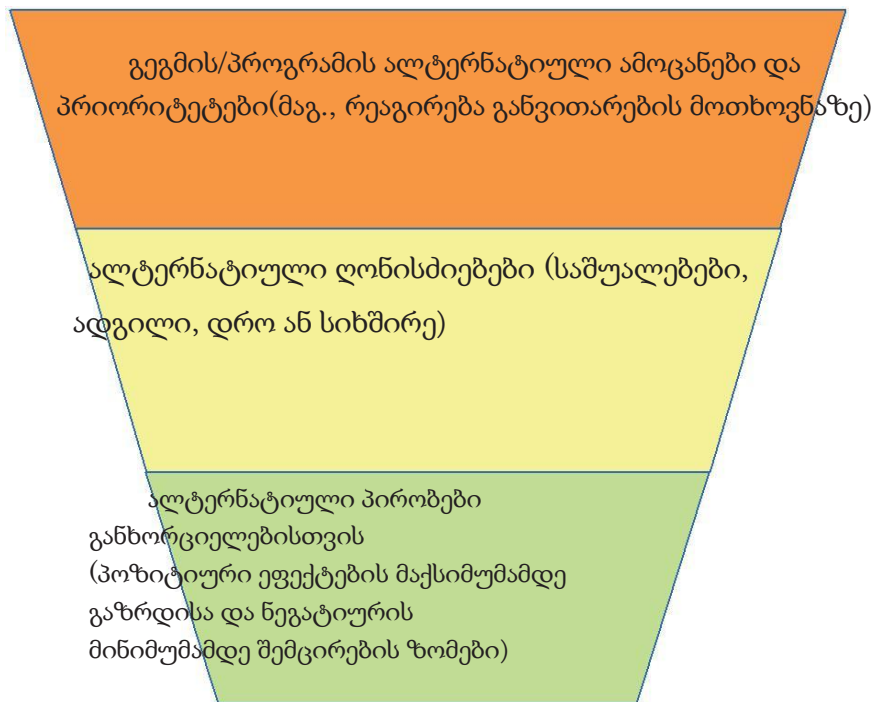 გეგმის/პროგრამის ალტერნატიული ამოცანები და
პრიორიტეტები(მაგ., რეაგირება განვითარების მოთხოვნაზე)
ალტერნატიული ღონისძიებები (საშუალებები,
ადგილი, დრო ან სიხშირე)
ალტერნატიული პირობები
განხორციელებისთვის
(პოზიტიური ეფექტების მაქსიმუმამდე
გაზრდისა და ნეგატიურის
მინიმუმამდე შემცირების ზომები)